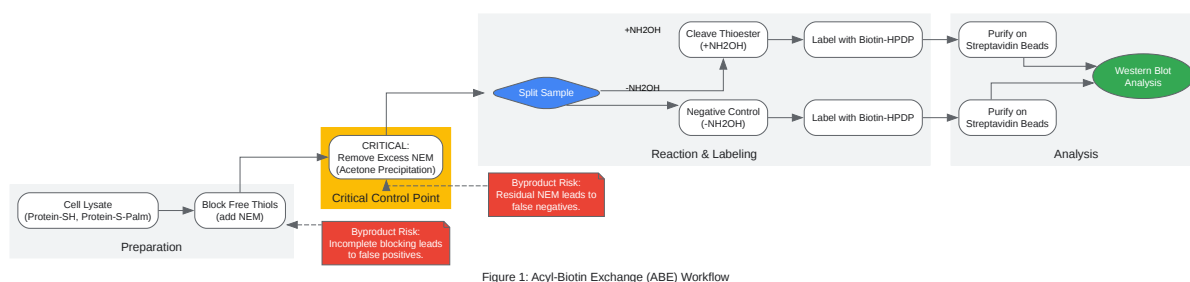 Cell Lysate
(Protein-SH, Protein-S-Palm)
Block Free Thiols
(add NEM)
Preparation
Byproduct Risk:
Incomplete blocking leads
to false positives.
CRITICAL:
Remove Excess NEM
(Acetone Precipitation)
Critical Control Point
Byproduct Risk:
Residual NEM leads to
false negatives.
Split Sample
+NH2OH
-NH2OH
Cleave Thioester
(+NH2OH)
Label with Biotin-HPDP
Negative Control
(-NH2OH)
Label with Biotin-HPDP
Reaction & Labeling
Purify on
Streptavidin Beads
Purify on
Streptavidin Beads
Western Blot
Analysis
Analysis
Figure 1: Acyl-Biotin Exchange (ABE) Workflow